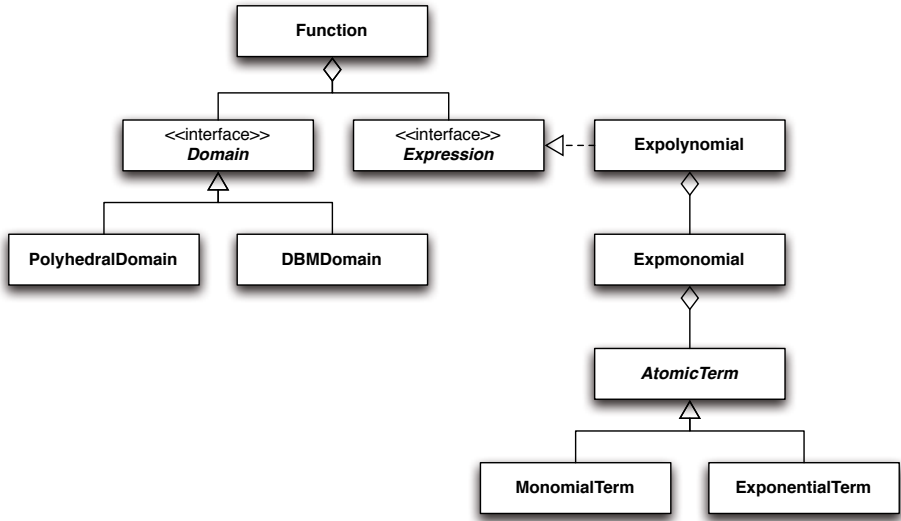 Function
<<interface>>
Domain
<<interface>>
Expression
Expolynomial
PolyhedralDomain
DBMDomain
Expmonomial
AtomicTerm
MonomialTerm
ExponentialTerm